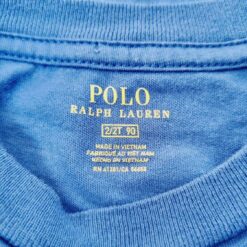 POLO
RALPH LAUREN
2/2T 90
MADE IN VIETNAM
FABRIQUÉ AU VIET NAM
HECHO EN VIETNAM
RN 41381/CA